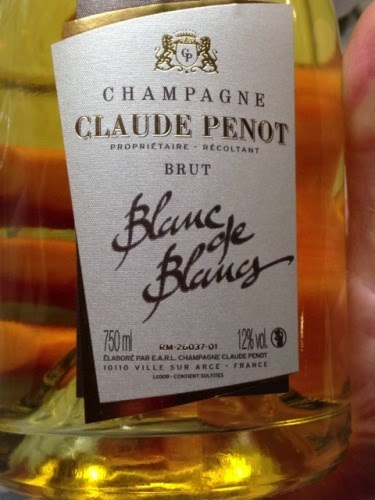 CP
CHAMPAGNE
CLAUDE PENOT
PROPRIÉTAIRE - RÉCOLTANT
BRUT
Blanc de
Blancs
750 ml RM-26037-01 12% vol.
ÉLABORÉ PAR E.A.R.L. CHAMPAGNE CLAUDE PENOT
10110 VILLE SUR ARCE - FRANCE
L0309 - CONTIENT SULFITES